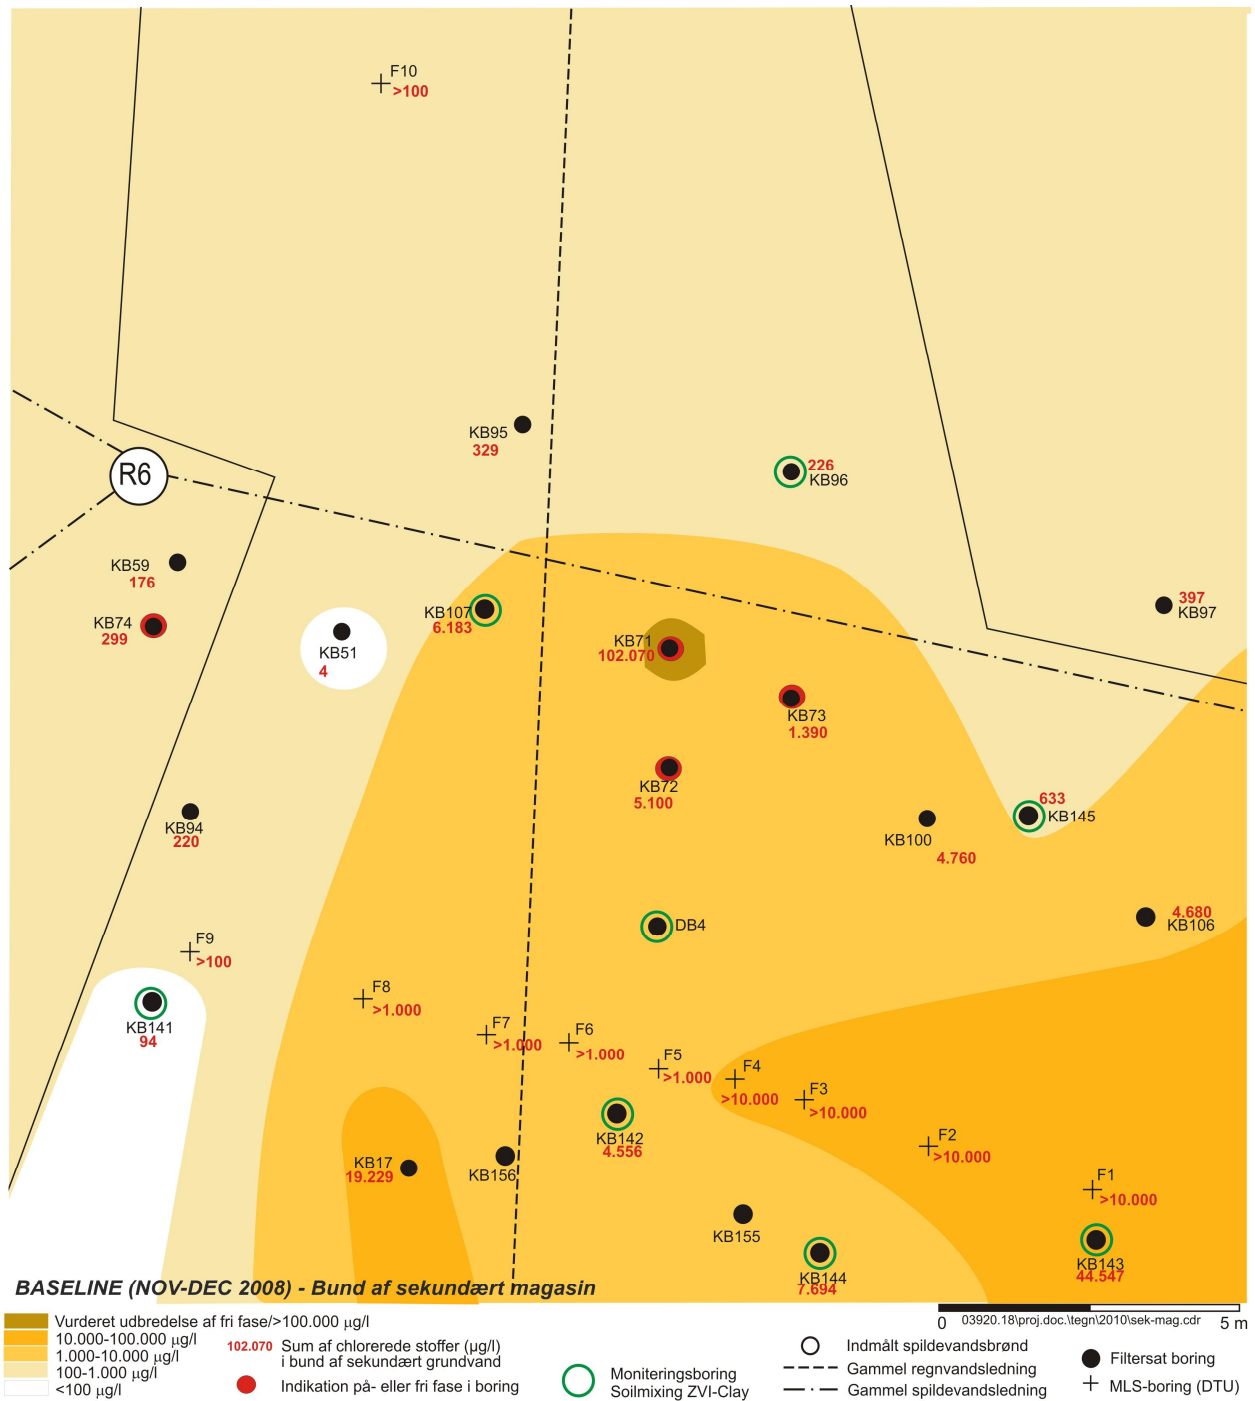 F10
>100
KB95
329
226
KB96
R6
KB59
176
KB74
299
KB51
4
KB107
6.183
KB71
102.070
397
KB97
KB73
1.390
KB72
5.100
633
KB145
KB100
4.760
KB94
220
4.680
KB106
DB4
F9
>100
KB141
94
F8
>1.000
F7
>1.000
F6
>1.000
F5
>1.000
F4
>10.000
F3
>10.000
F2
>10.000
F1
>10.000
KB142
4.556
KB17
19.229
KB156
KB155
KB144
7.694
KB143
44.547
BASELINE (NOV-DEC 2008) - Bund af sekundært magasin
Vurderet udbredelse af fri fase/>100.000 µg/l
10.000-100.000 µg/l
1.000-10.000 µg/l
100-1.000 µg/l
<100 µg/l
102.070 Sum af chlorerede stoffer (µg/l)
i bund af sekundært grundvand
Indikation på- eller fri fase i boring
Moniteringsboring
Soilmixing ZVI-Clay
0 03920.18\proj.doc.\tegn\2010\sek-mag.cdr 5 m
Indmålt spildevandsbrønd
Gammel regnvandsledning
Gammel spildevandsledning
Filtersat boring
MLS-boring (DTU)